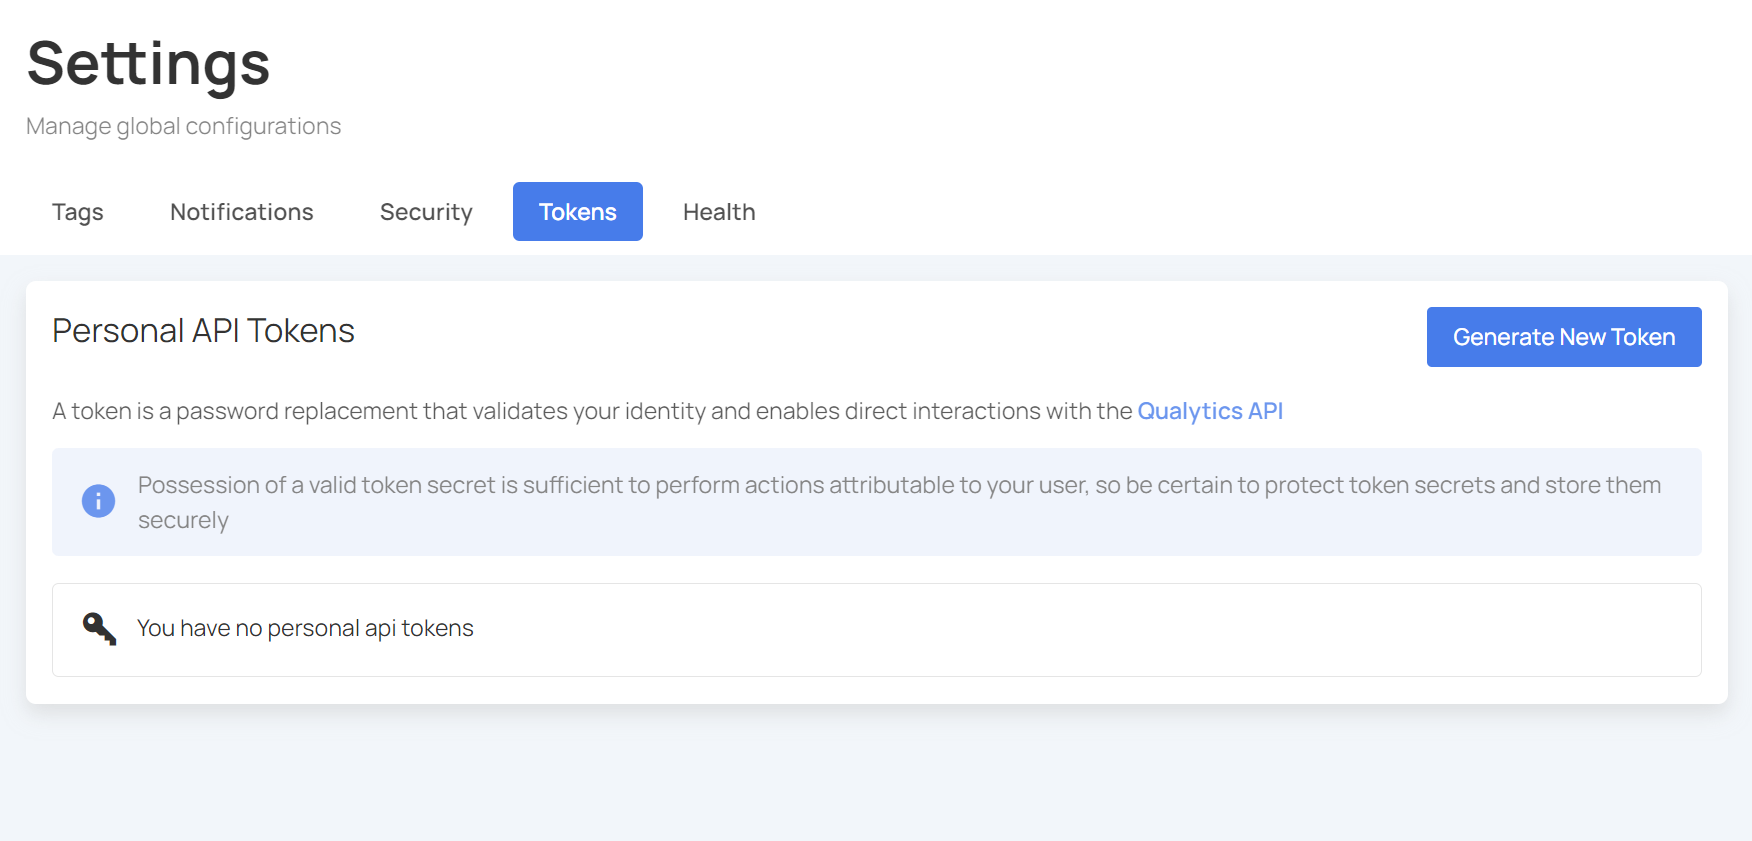 Settings
Manage global configurations
Tags Notifications Security Tokens Health
Personal API Tokens
Generate New Token
A token is a password replacement that validates your identity and enables direct interactions with the Qualytics API
Possession of a valid token secret is sufficient to perform actions attributable to your user, so be certain to protect token secrets and store them
securely
You have no personal api tokens